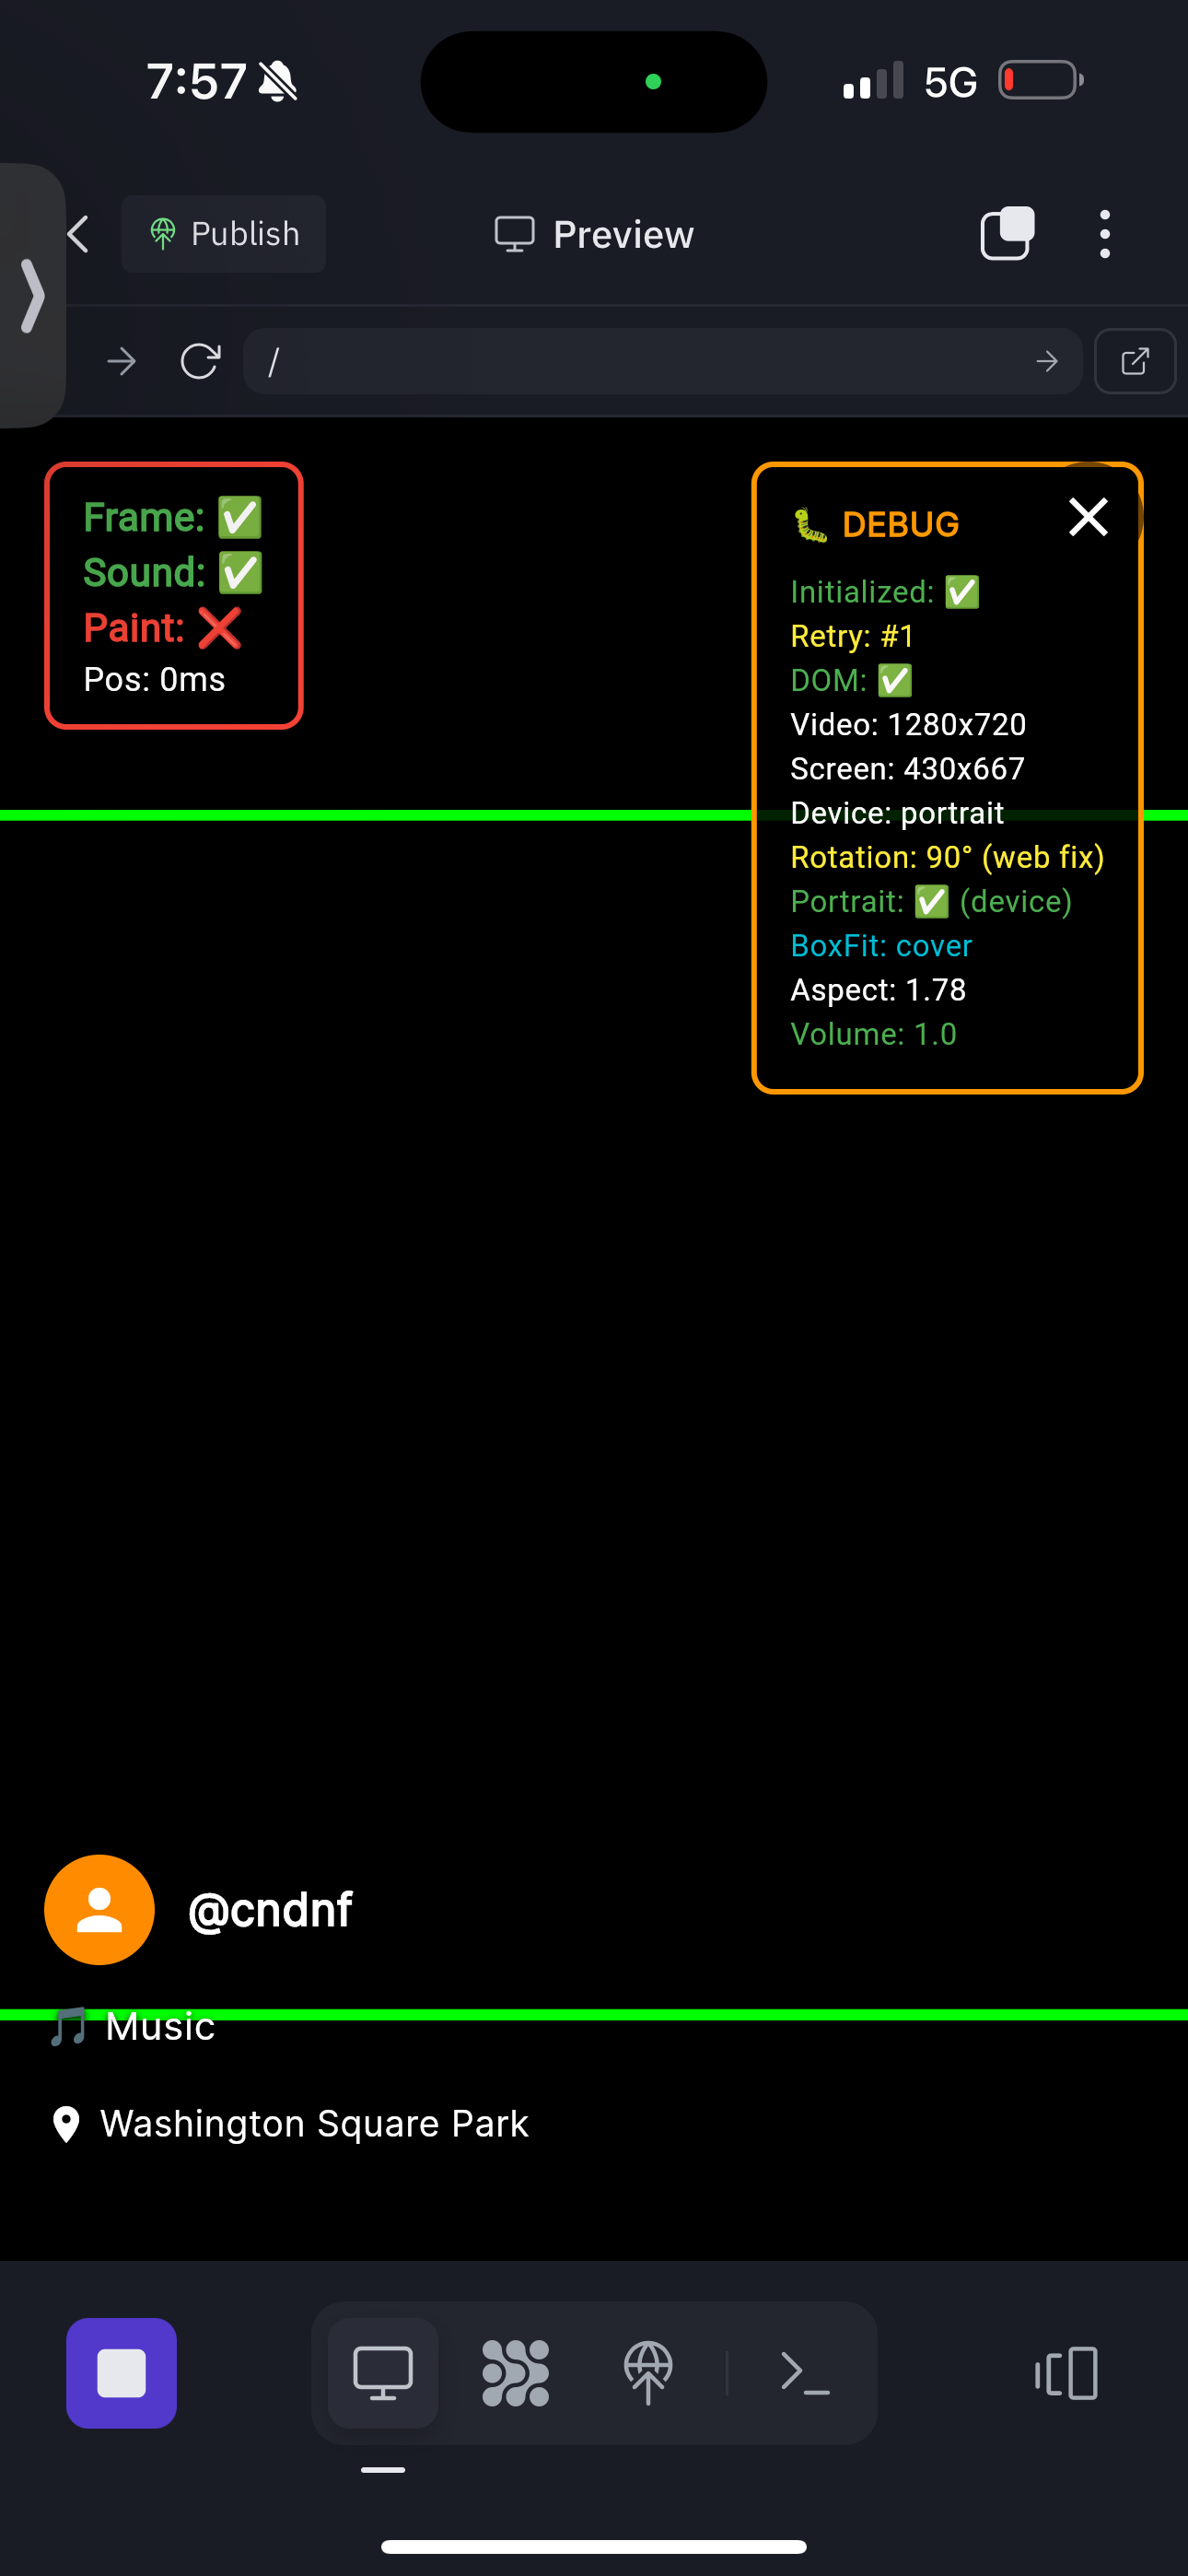 7:57
5G
Publish
Preview
/
Frame: ✅
Sound: ✅
Paint: ❌
Pos: 0ms
🐛 DEBUG
Initialized: ✅
Retry: #1
DOM: ✅
Video: 1280x720
Screen: 430x667
Device: portrait
Rotation: 90° (web fix)
Portrait: ✅ (device)
BoxFit: cover
Aspect: 1.78
Volume: 1.0
@cndnf
🎵 Music
Washington Square Park